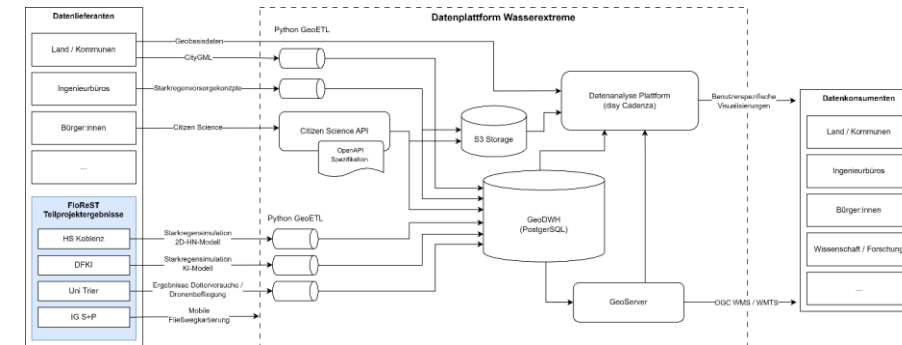 Datenlieferanten
Land / Kommunen
Ingenieurbüros
Bürger:innen
...
FloReST
Teilprojektergebnisse
HS Koblenz
DFKI
Uni Trier
IG S+P
Geobasisdaten
CityGML
Starkregenvorsorgekonzpte
Citizen Science
Starkregensimulation
2D-HN-Modell
Starkregensimulation
KI-Modell
Ergebnisse Dotierversuche /
Dronenbefliegung
Mobile
Fließwegkartierung
Datenplattform Wasserextreme
Python GeoETL
Citizen Science API
OpenAPI
Spezifikation
Python GeoETL
S3 Storage
GeoDWH
(PostgerSQL)
Datenanalyse Plattform
(disy Cadenza)
GeoServer
Benutzerspezifische
Visualisierungen
OGC WMS / WMTS
Datenkonsumenten
Land / Kommunen
Ingenieurbüros
Bürger:innen
Wissenschaft / Forschung
...